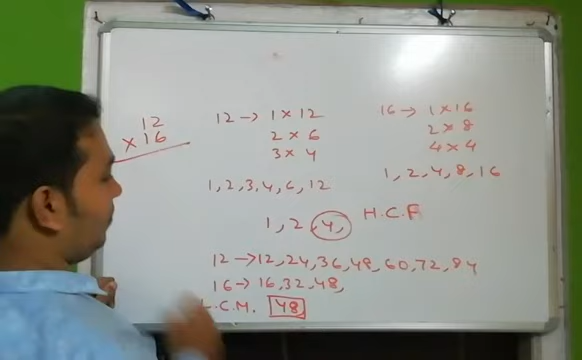 12
× 16
12 → 1 × 12
2 × 6
3 × 4
1, 2, 3, 4, 6, 12
16 → 1 × 16
2 × 8
4 × 4
1, 2, 4, 8, 16
1, 2, 4, H.C.F
12 → 12, 24, 36, 48, 60, 72, 84
16 → 16, 32, 48,
L.C.M. 48